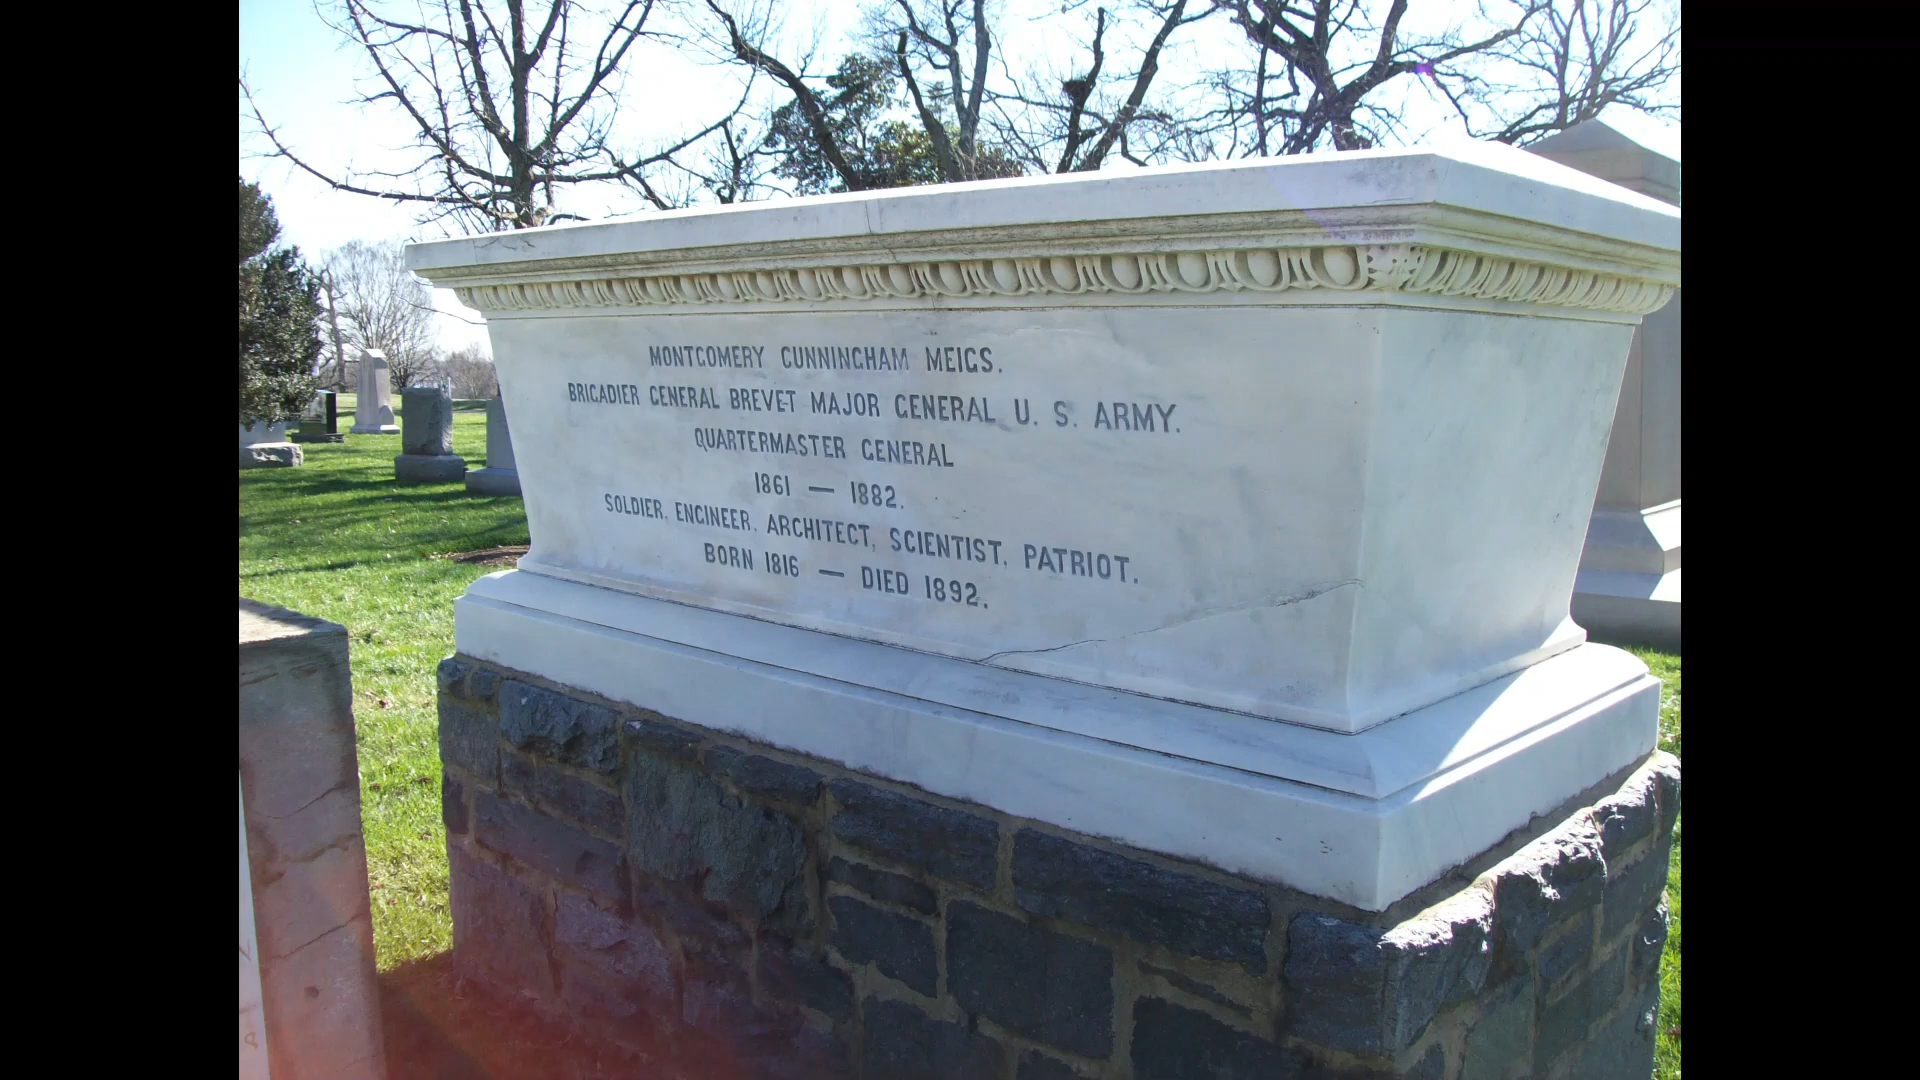 MONTGOMERY CUNNINGHAM MEIGS.
BRIGADIER GENERAL BREVET MAJOR GENERAL U. S. ARMY.
QUARTERMASTER GENERAL
1861 — 1882.
SOLDIER, ENGINEER, ARCHITECT, SCIENTIST, PATRIOT.
BORN 1816 — DIED 1892.